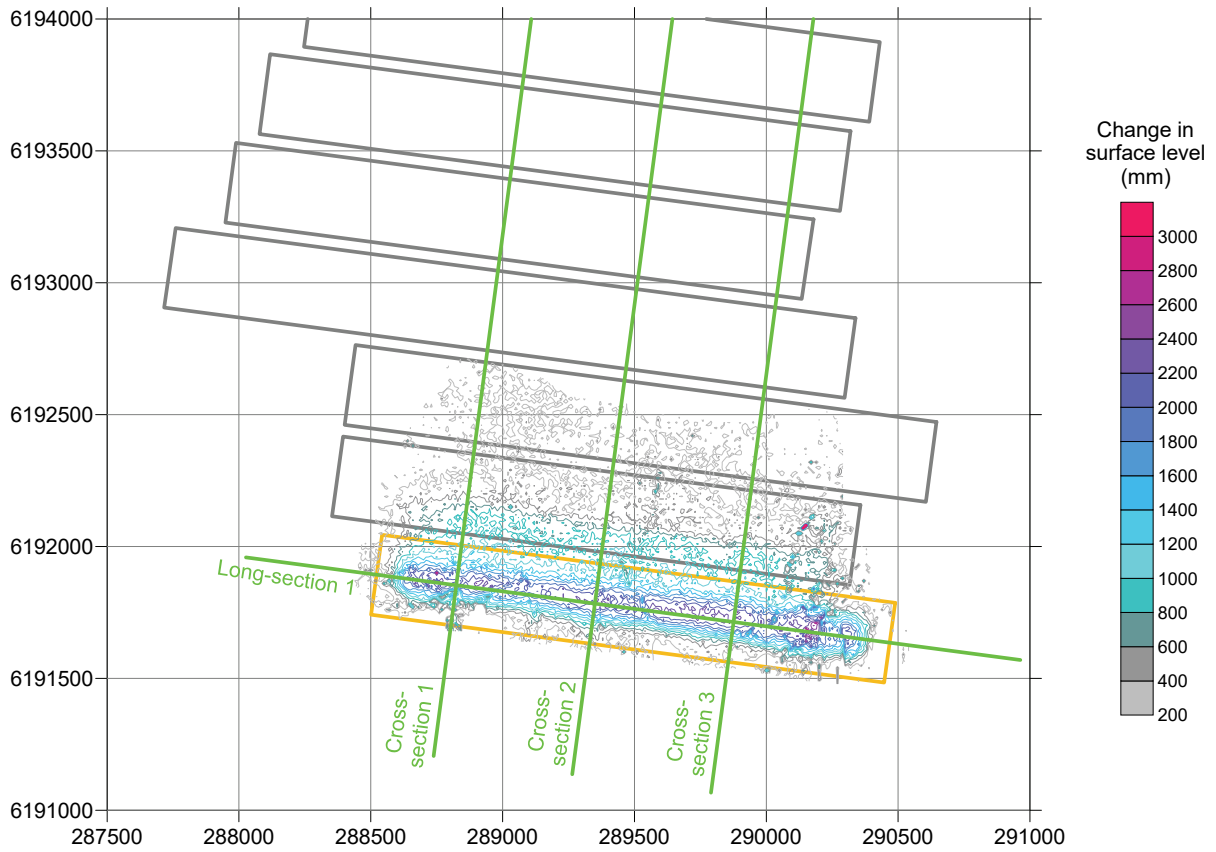 6194000
6193500
6193000
6192500
6192000
6191500
6191000
287500 288000 288500 289000 289500 290000 290500 291000
Long-section 1
Cross-
section 1
Cross-
section 2
Cross-
section 3
Change in
surface level
(mm)
3000
2800
2600
2400
2200
2000
1800
1600
1400
1200
1000
800
600
400
200